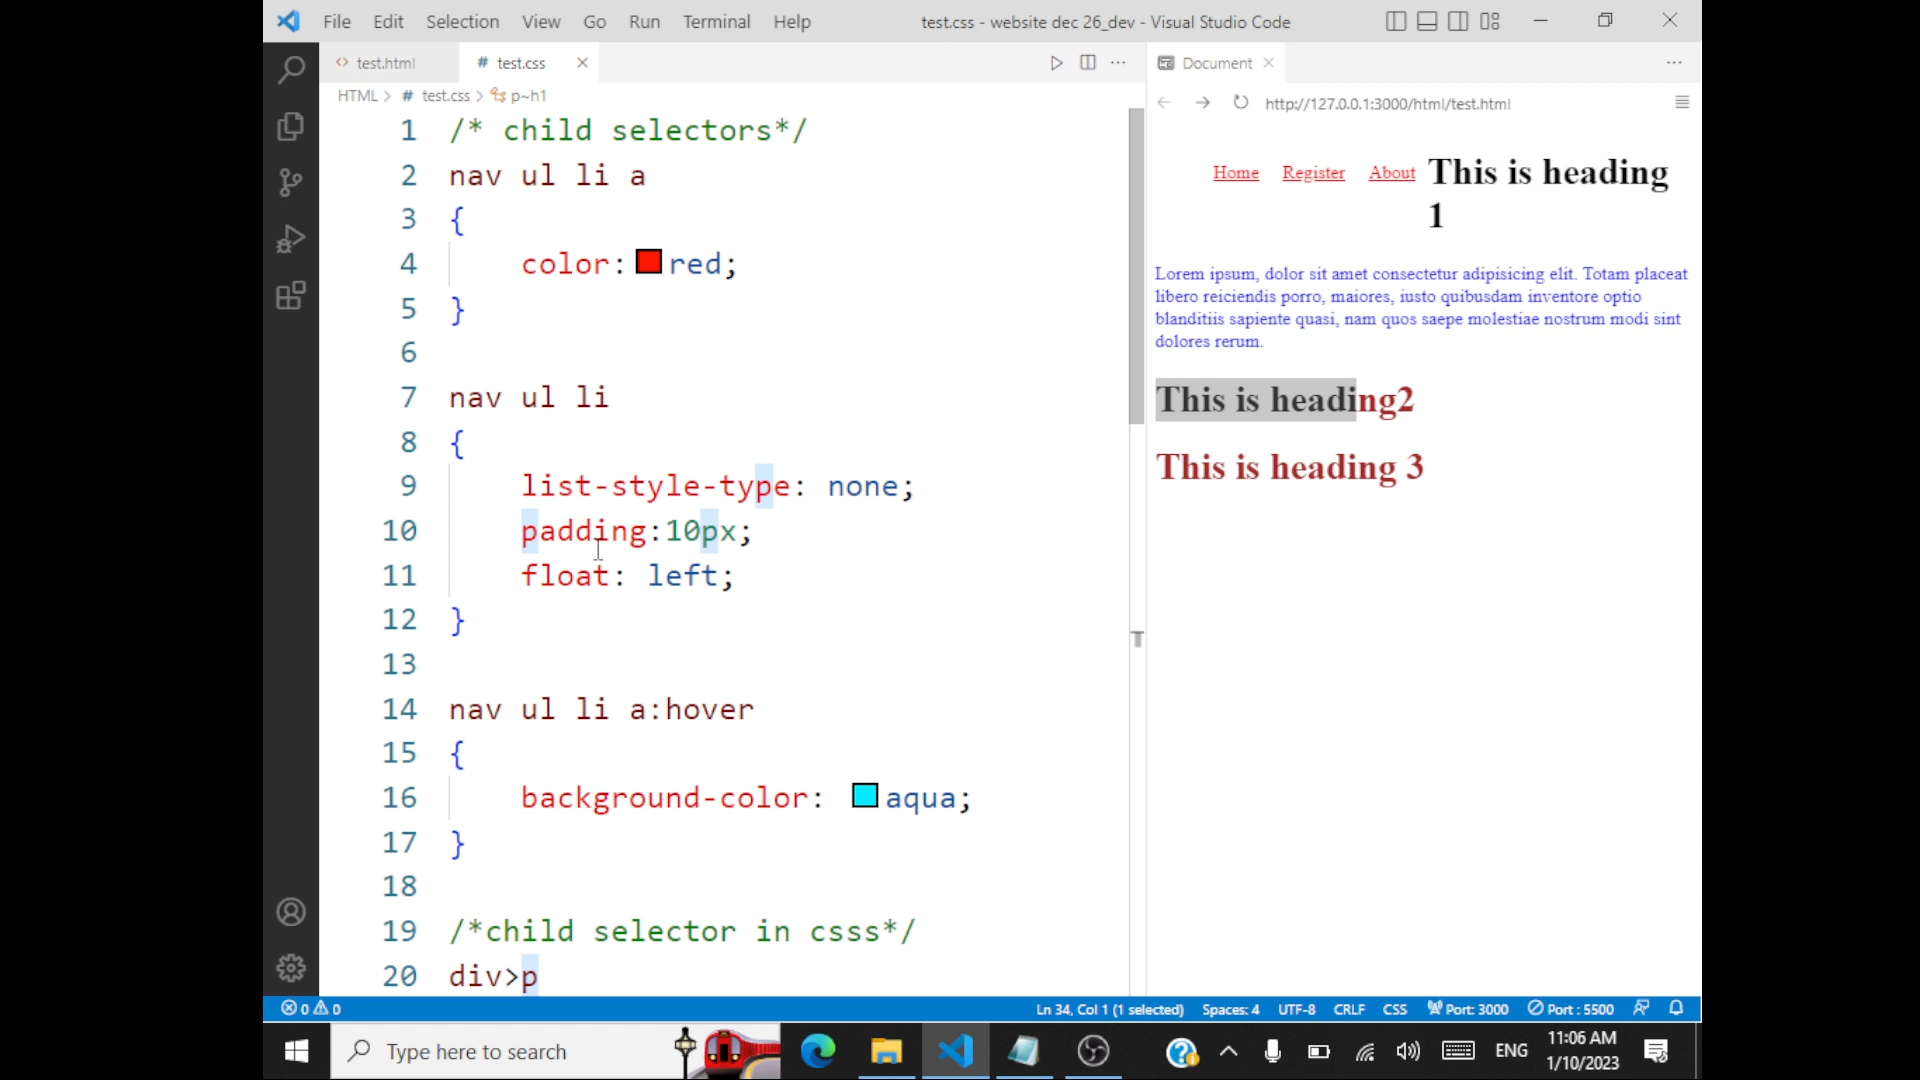 File Edit Selection View Go Run Terminal Help test.css - website dec 26_dev - Visual Studio Code
test.html
test.css
Document
HTML > # test.css > p~h1
http://127.0.0.1:3000/html/test.html
1 /* child selectors*/
2 nav ul li a
3 {
4 color: red;
5 }
6
7 nav ul li
8 {
9 list-style-type: none;
10 padding:10px;
11 float: left;
12 }
13
14 nav ul li a:hover
15 {
16 background-color: aqua;
17 }
18
19 /*child selector in csss*/
20 div>p
Home Register About This is heading
1
Lorem ipsum, dolor sit amet consectetur adipisicing elit. Totam placeat
libero reiciendis porro, maiores, iusto quibusdam inventore optio
blanditiis sapiente quasi, nam quos saepe molestiae nostrum modi sint
dolores rerum.
This is heading2
This is heading 3
0 0 Ln 34, Col 1 (1 selected) Spaces: 4 UTF-8 CRLF CSS Port: 3000 Port : 5500
Type here to search
ENG
11:06 AM
1/10/2023